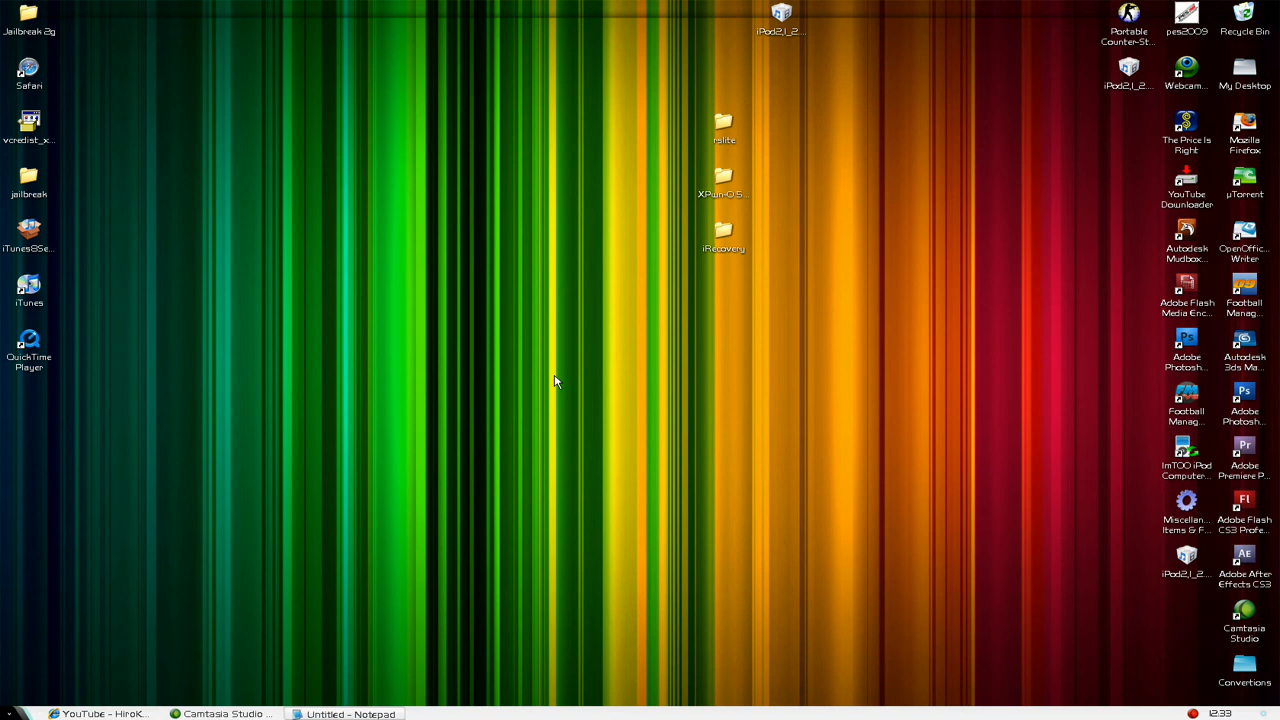 Jailbreak 2g
Safari
vcredist_x...
jailbreak
iTunes8Se...
iTunes
QuickTime
Player
iPod2,1_2....
rslite
XPwn-0.5...
iRecovery
Portable
Counter-St...
iPod2,1_2....
pes2009
Webcam...
The Price Is
Right
YouTube
Downloader
Autodesk
Mudbox...
Adobe Flash
Media Enc...
Adobe
Photosh...
Football
Manag...
ImTOO iPod
Computer...
Miscellan...
Items & F...
iPod2,1_2....
Recycle Bin
My Desktop
Mozilla
Firefox
µTorrent
OpenOffic...
Writer
Football
Manag...
Autodesk
3ds Ma...
Adobe
Photosh...
Adobe
Premiere P...
Adobe Flash
CS3 Profe...
Adobe After
Effects CS3
Camtasia
Studio
Convertions
YouTube - HiroK...
Camtasia Studio ...
Untitled - Notepad
12.33